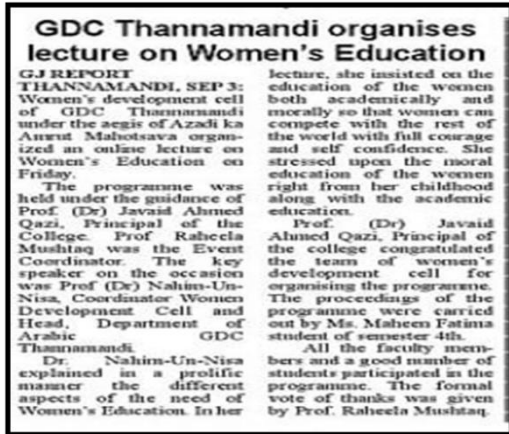 GDC Thannamandi organises
lecture on Women's Education
GJ REPORT
THANNAMANDI, SEP 3:
Women's development cell
of GDC Thannamandi
under the aegis of Azadi ka
Amrut Mahotsava organ-
ized an online lecture on
Women's Education on
Friday.
The programme was
held under the guidance of
Prof. (Dr) Javaid Ahmed
Qazi, Principal of the
College. Prof Raheela
Mushtaq was the Event
Coordinator. The key
speaker on the occasion
was Prof (Dr) Nahim-Un-
Nisa, Coordinator Women
Development Cell and
Head, Department of
Arabic GDC
Thannamandi.
Dr. Nahim-Un-Nisa
explained in a prolific
manner the different
aspects of the need of
Women's Education. In her
lecture, she insisted on the
education of the women
both academically and
morally so that women can
compete with the rest of
the world with full courage
and self confidence. She
stressed upon the moral
education of the women
right from her childhood
along with the academic
education.
Prof. (Dr) Javaid
Ahmed Qazi, Principal of
the college congratulated
the team of women's
development cell for
organising the programme.
The proceedings of the
programme were carried
out by Ms. Maheen Fatima
student of semester 4th.
All the faculty mem-
bers and a good number of
students participated in the
programme. The formal
vote of thanks was given
by Prof. Raheela Mushtaq.